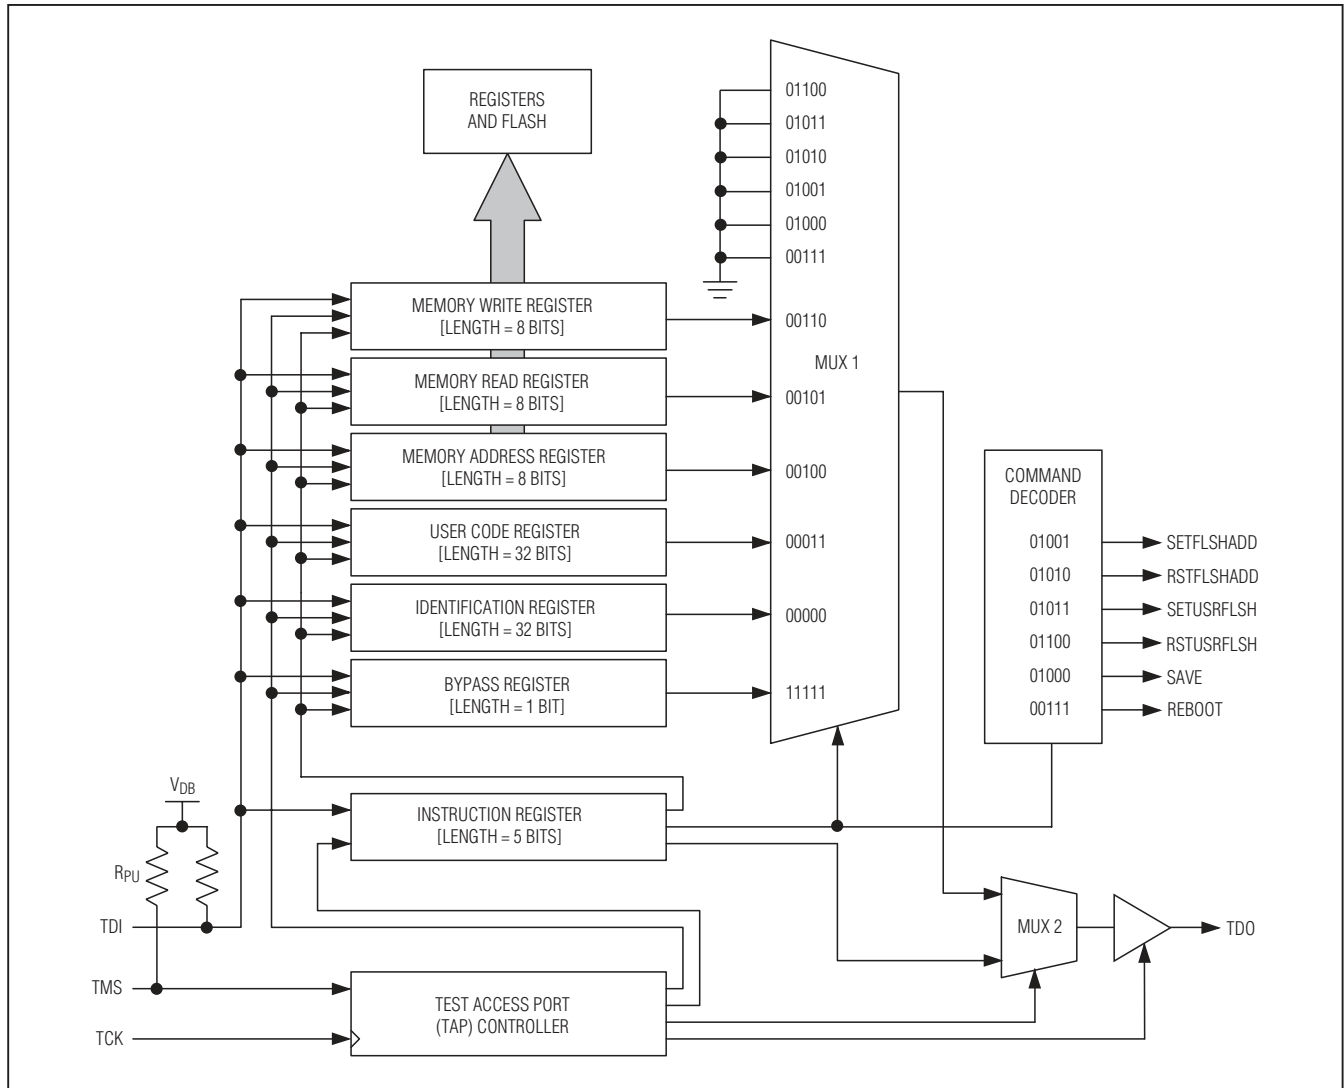 REGISTERS
AND FLASH
01100
01011
01010
01001
01000
00111
MEMORY WRITE REGISTER
[LENGTH = 8 BITS]
00110
MUX 1
MEMORY READ REGISTER
[LENGTH = 8 BITS]
00101
MEMORY ADDRESS REGISTER
[LENGTH = 8 BITS]
00100
USER CODE REGISTER
[LENGTH = 32 BITS]
00011
IDENTIFICATION REGISTER
[LENGTH = 32 BITS]
00000
BYPASS REGISTER
[LENGTH = 1 BIT]
11111
COMMAND
DECODER
01001 SETFLSHADD
01010 RSTFLSHADD
01011 SETUSRFLSH
01100 RSTUSRFLSH
01000 SAVE
00111 REBOOT
VDB
INSTRUCTION REGISTER
[LENGTH = 5 BITS]
RPU
TDI
MUX 2
TDO
TMS
TEST ACCESS PORT
(TAP) CONTROLLER
TCK